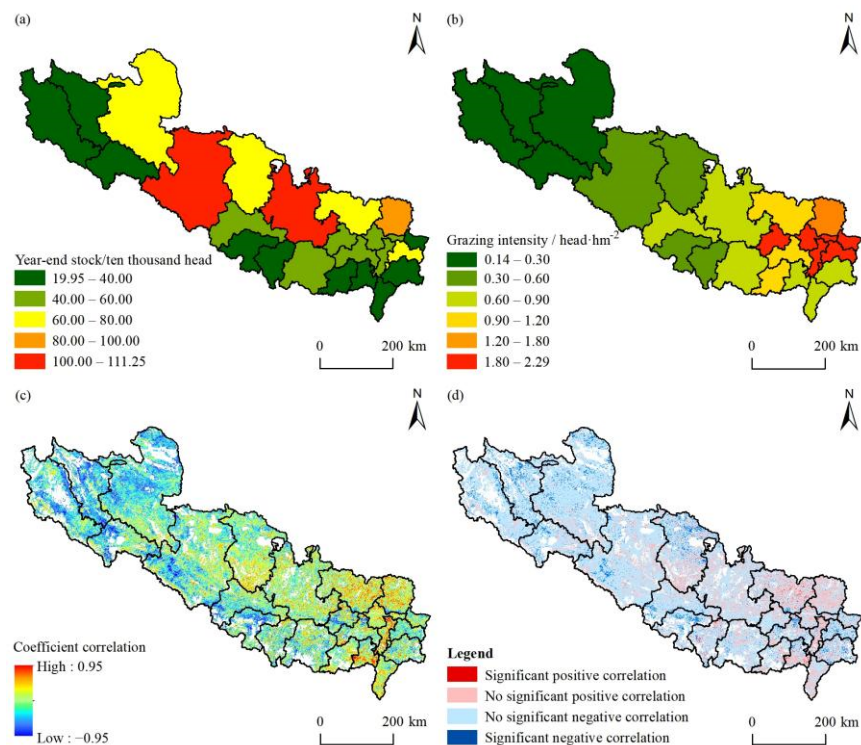 (a)
N
Year-end stock/ten thousand head
19.95 – 40.00
40.00 – 60.00
60.00 – 80.00
80.00 – 100.00
100.00 – 111.25
0 200 km
(b)
N
Grazing intensity / head·hm⁻²
0.14 – 0.30
0.30 – 0.60
0.60 – 0.90
0.90 – 1.20
1.20 – 1.80
1.80 – 2.29
0 200 km
(c)
N
Coefficient correlation
High : 0.95
Low : −0.95
0 200 km
(d)
N
Legend
Significant positive correlation
No significant positive correlation
No significant negative correlation
Significant negative correlation
0 200 km